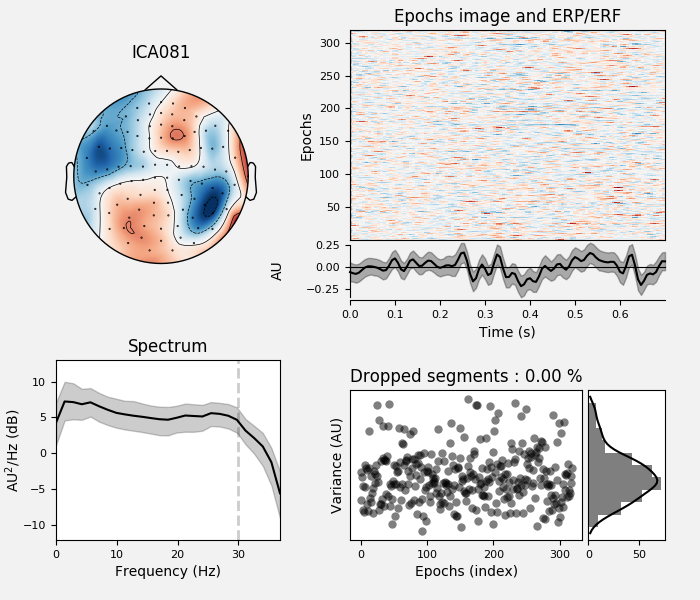 ICA081
Epochs image and ERP/ERF
Epochs
300
250
200
150
100
50
AU
0.25
0.00
−0.25
0.0 0.1 0.2 0.3 0.4 0.5 0.6
Time (s)
Spectrum
AU²/Hz (dB)
10
5
0
−5
−10
0 10 20 30
Frequency (Hz)
Dropped segments : 0.00 %
Variance (AU)
0 100 200 300
Epochs (index)
0 50